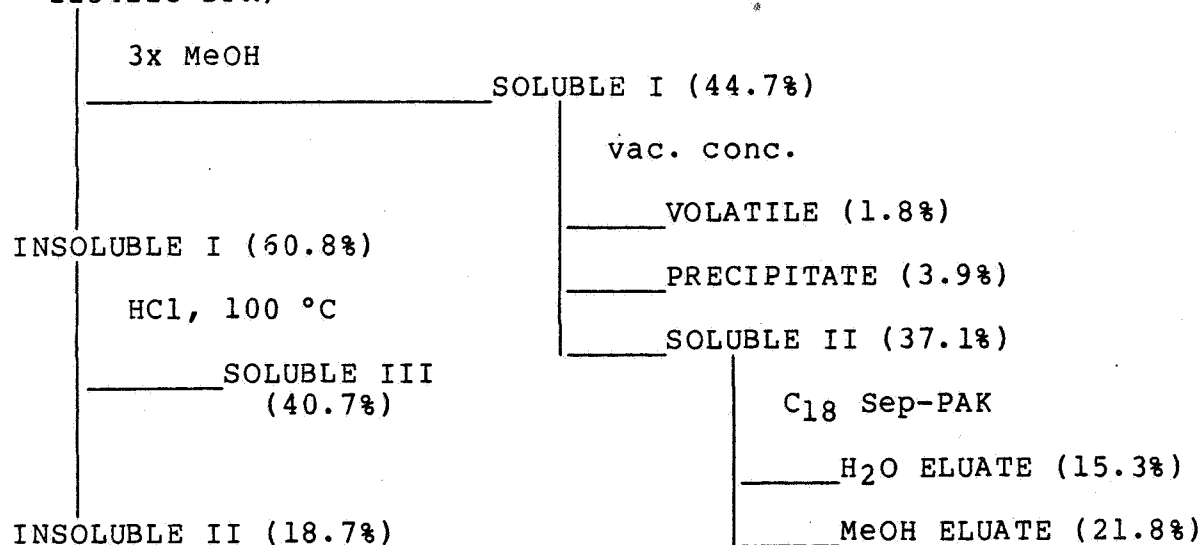 3x MeOH
SOLUBLE I (44.7%)
vac. conc.
VOLATILE (1.8%)
INSOLUBLE I (60.8%)
PRECIPITATE (3.9%)
HCl, 100 °C
SOLUBLE II (37.1%)
SOLUBLE III
(40.7%)
C18 Sep-PAK
H2O ELUATE (15.3%)
INSOLUBLE II (18.7%)
MeOH ELUATE (21.8%)